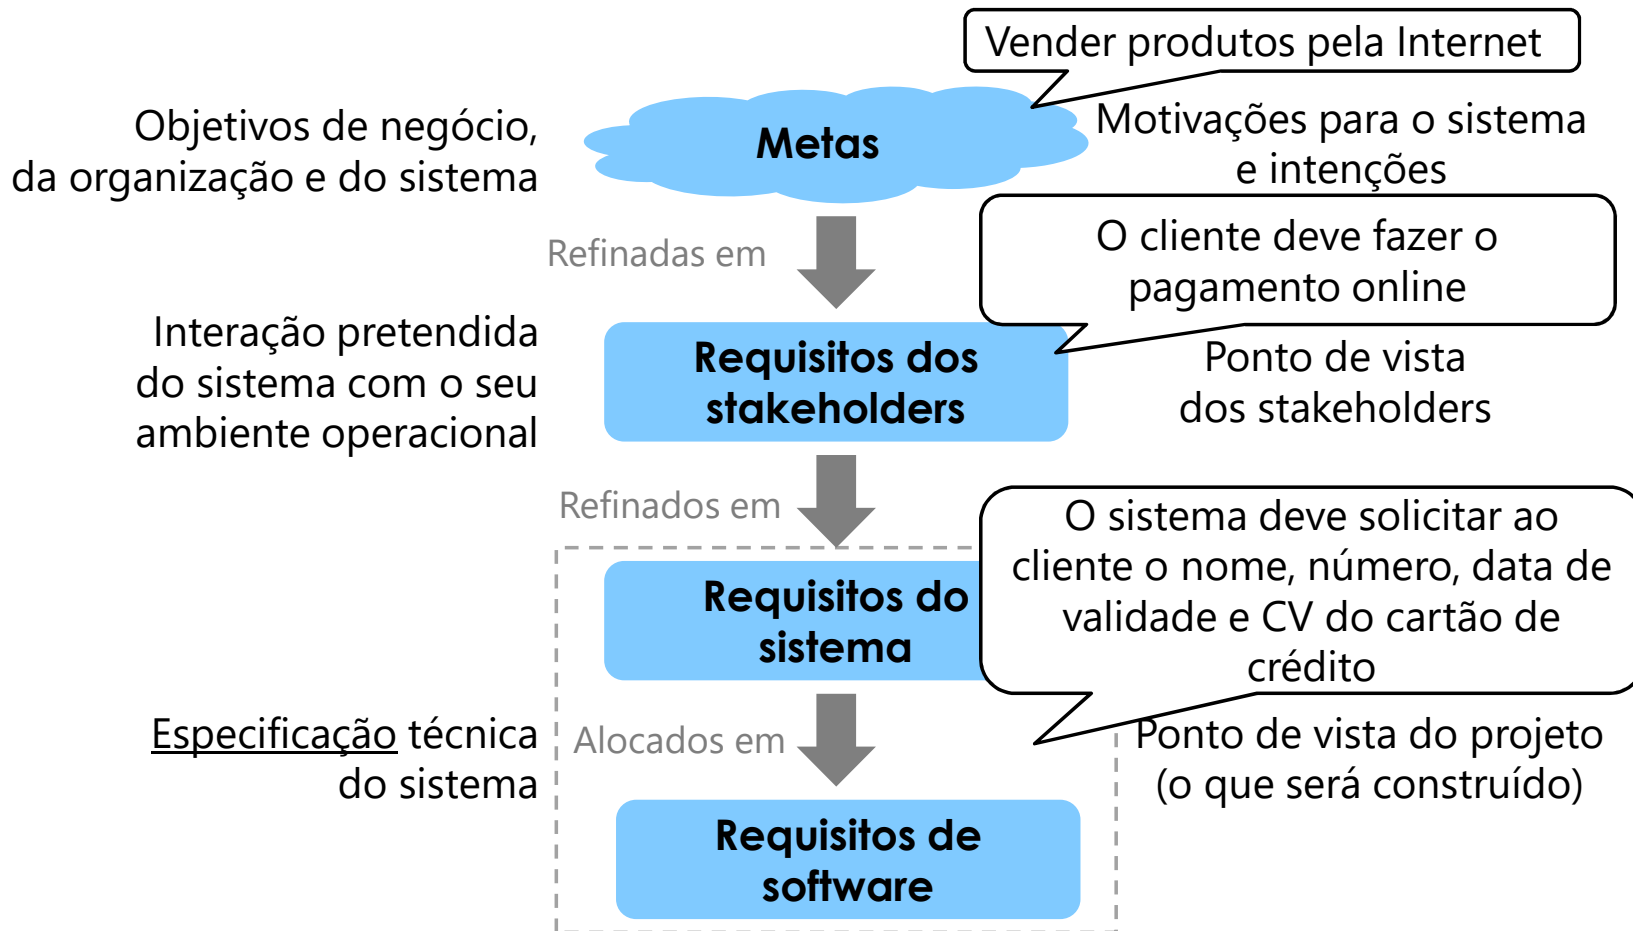 Vender produtos pela Internet
Objetivos de negócio,
da organização e do sistema
Metas
Motivações para o sistema
e intenções
Refinadas em
O cliente deve fazer o
pagamento online
Interação pretendida
do sistema com o seu
ambiente operacional
Requisitos dos
stakeholders
Ponto de vista
dos stakeholders
Refinados em
O sistema deve solicitar ao
cliente o nome, número, data de
validade e CV do cartão de
crédito
Requisitos do
sistema
Especificação técnica
do sistema
Alocados em
Ponto de vista do projeto
(o que será construído)
Requisitos de
software